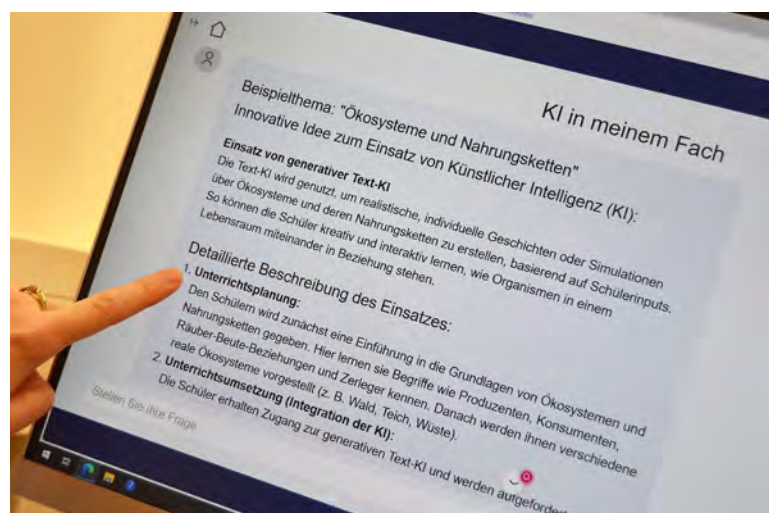 KI in meinem Fach
Beispielthema: "Ökosysteme und Nahrungsketten"
Innovative Idee zum Einsatz von Künstlicher Intelligenz (KI):
Einsatz von generativer Text-KI
Die Text-KI wird genutzt, um realistische, individuelle Geschichten oder Simulationen
über Ökosysteme und deren Nahrungsketten zu erstellen, basierend auf Schülerinputs.
So können die Schüler kreativ und interaktiv lernen, wie Organismen in einem
Lebensraum miteinander in Beziehung stehen.
Detaillierte Beschreibung des Einsatzes:
1. Unterrichtsplanung:
Den Schülern wird zunächst eine Einführung in die Grundlagen von Ökosystemen und
Nahrungsketten gegeben. Hier lernen sie Begriffe wie Produzenten, Konsumenten,
Räuber-Beute-Beziehungen und Zerleger kennen. Danach werden ihnen verschiedene
reale Ökosysteme vorgestellt (z. B. Wald, Teich, Wüste).
2. Unterrichtsumsetzung (Integration der KI):
Die Schüler erhalten Zugang zur generativen Text-KI und werden aufgefordert
Stellen Sie Ihre Frage